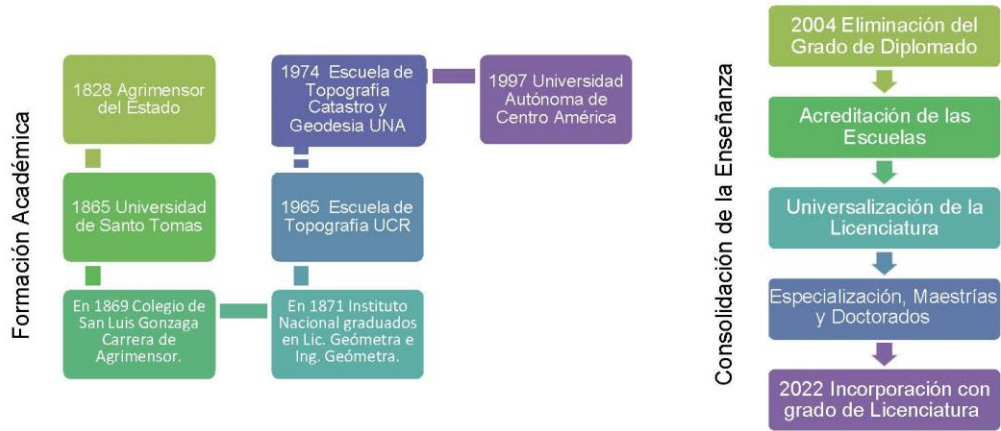 Formación Académica
1828 Agrimensor
del Estado
1865 Universidad
de Santo Tomas
En 1869 Colegio de
San Luis Gonzaga
Carrera de
Agrimensor.
En 1871 Instituto
Nacional graduados
en Lic. Geómetra e
Ing. Geómetra.
1965 Escuela de
Topografía UCR
1974 Escuela de
Topografía
Catastro y
Geodesia UNA
1997 Universidad
Autónoma de
Centro América
Consolidación de la Enseñanza
2004 Eliminación del
Grado de Diplomado
Acreditación de las
Escuelas
Universalización de la
Licenciatura
Especialización, Maestrías
y Doctorados
2022 Incorporación con
grado de Licenciatura